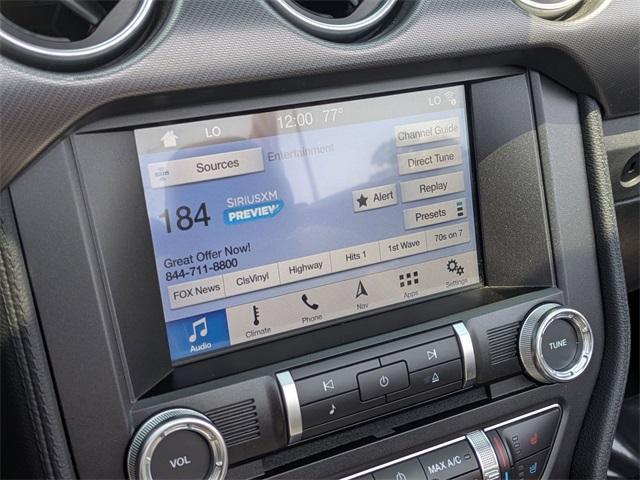 LO 12:00 77° LO
Sources
Entertainment
Channel Guide
Direct Tune
184
SIRIUSXM
PREVIEW
Alert
Replay
Presets
Great Offer Now!
844-711-8800
FOX News ClsVinyl Highway Hits 1 1st Wave 70s on 7
Audio Climate Phone Nav Apps Settings
VOL
TUNE
MAX A/C